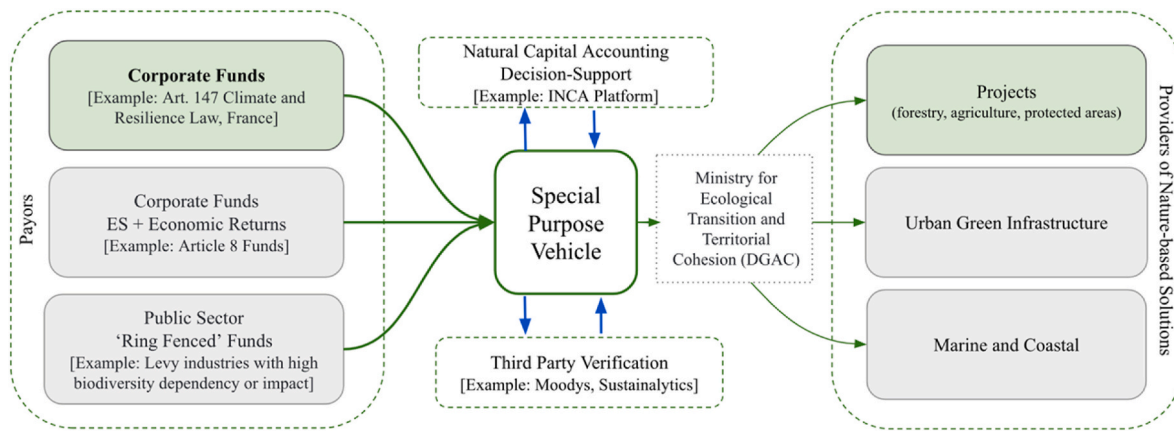 Payors
Corporate Funds
[Example: Art. 147 Climate and
Resilience Law, France]
Corporate Funds
ES + Economic Returns
[Example: Article 8 Funds]
Public Sector
‘Ring Fenced’ Funds
[Example: Levy industries with high
biodiversity dependency or impact]
Natural Capital Accounting
Decision-Support
[Example: INCA Platform]
Special
Purpose
Vehicle
Third Party Verification
[Example: Moodys, Sustainalytics]
Ministry for
Ecological
Transition and
Territorial
Cohesion (DGAC)
Projects
(forestry, agriculture, protected areas)
Urban Green Infrastructure
Marine and Coastal
Providers of Nature-based Solutions